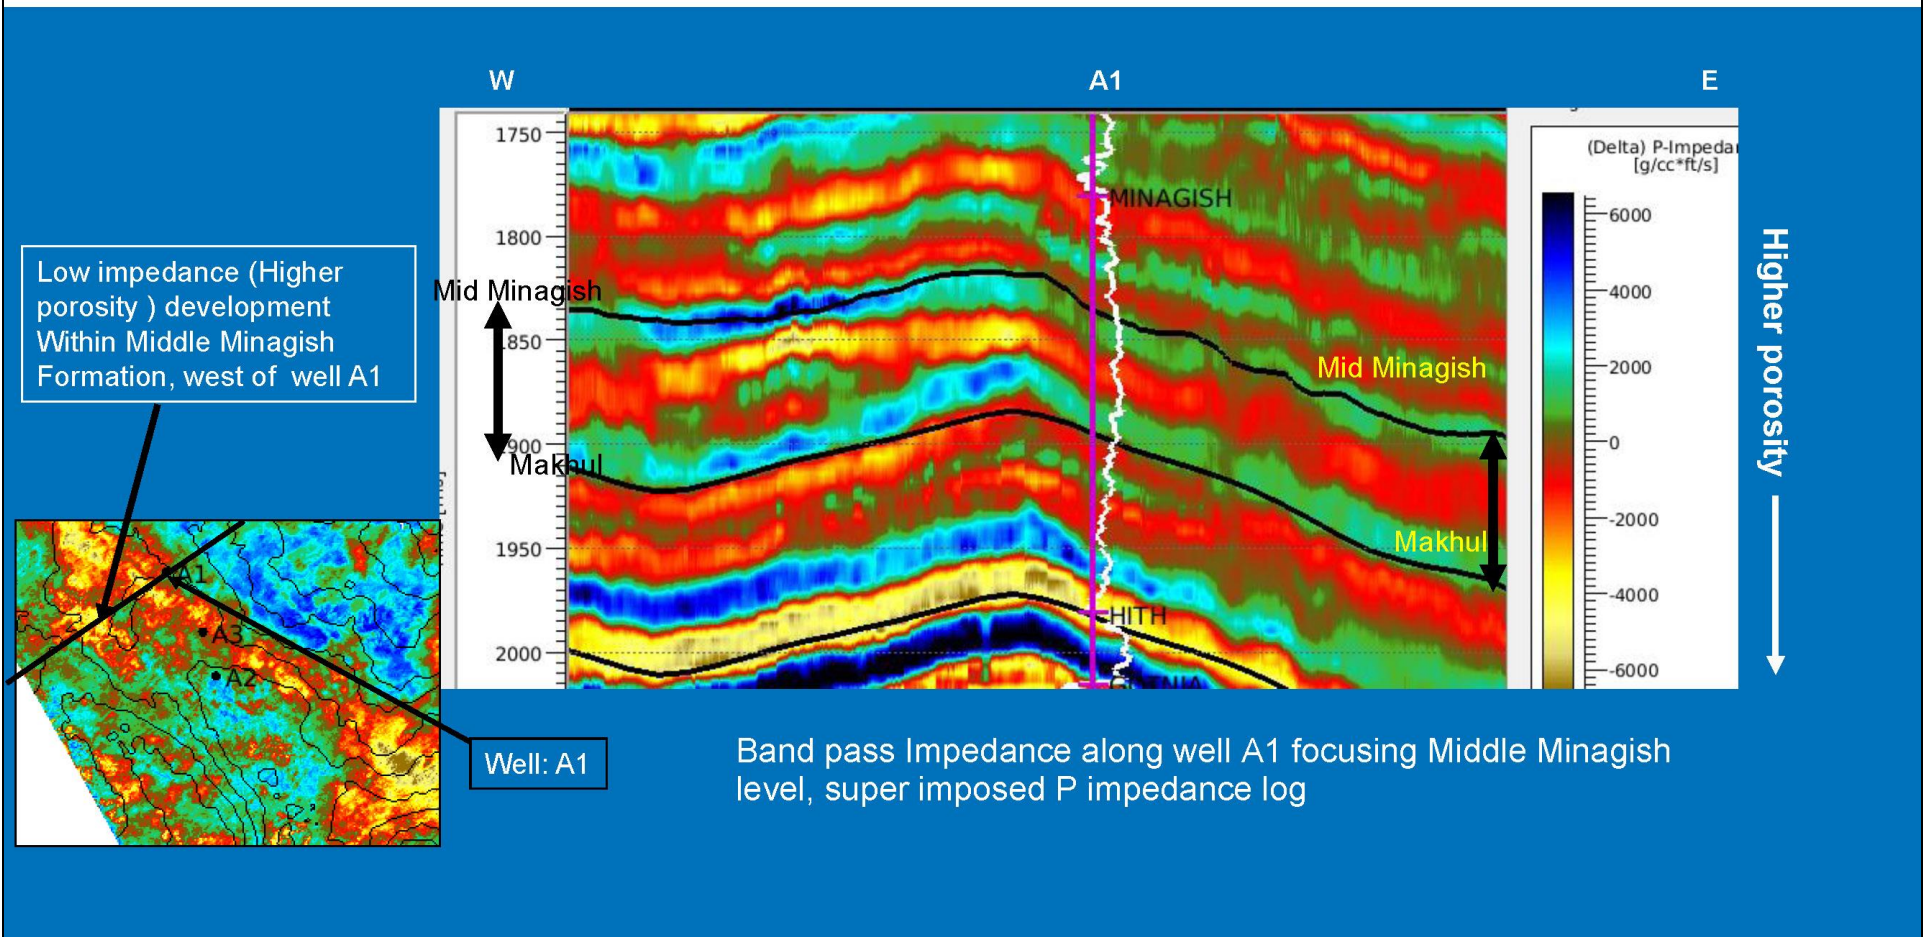 W
A1
E
1750
1800
850
900
1950
2000
MINAGISH
HITH
Mid Minagish
Makhul
Mid Minagish
Makhul
(Delta) P-Impeda
[g/cc*ft/s]
6000
4000
2000
0
-2000
-4000
-6000
Higher porosity
Low impedance (Higher
porosity ) development
Within Middle Minagish
Formation, west of well A1
A1
A3
A2
Well: A1
Band pass Impedance along well A1 focusing Middle Minagish
level, super imposed P impedance log